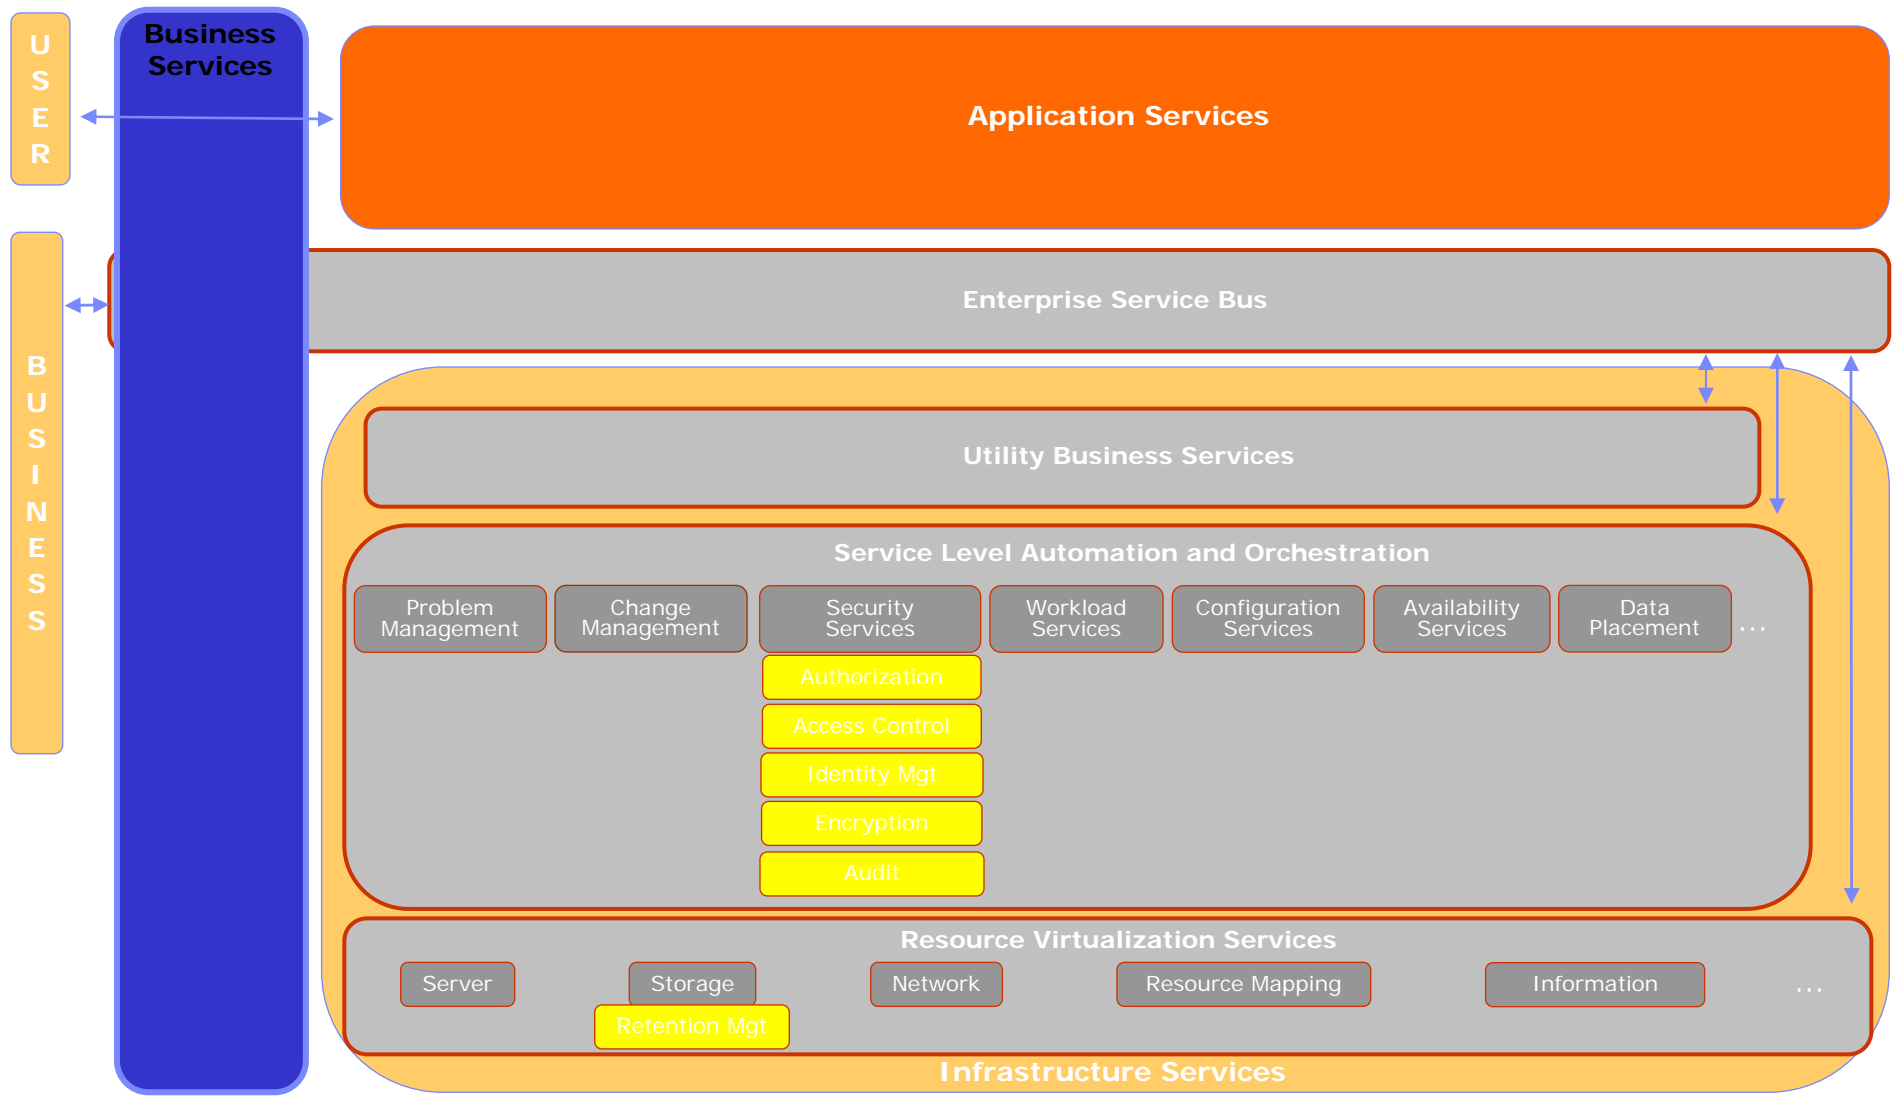 USER
Business
Services
Application Services
Enterprise Service Bus
BUSINESS
Utility Business Services
Service Level Automation and Orchestration
Problem
Management
Change
Management
Security
Services
Workload
Services
Configuration
Services
Availability
Services
Data
Placement
...
Authorization
Access Control
Identity Mgt
Encryption
Audit
Resource Virtualization Services
Server
Storage
Network
Resource Mapping
Information
...
Retention Mgt
Infrastructure Services